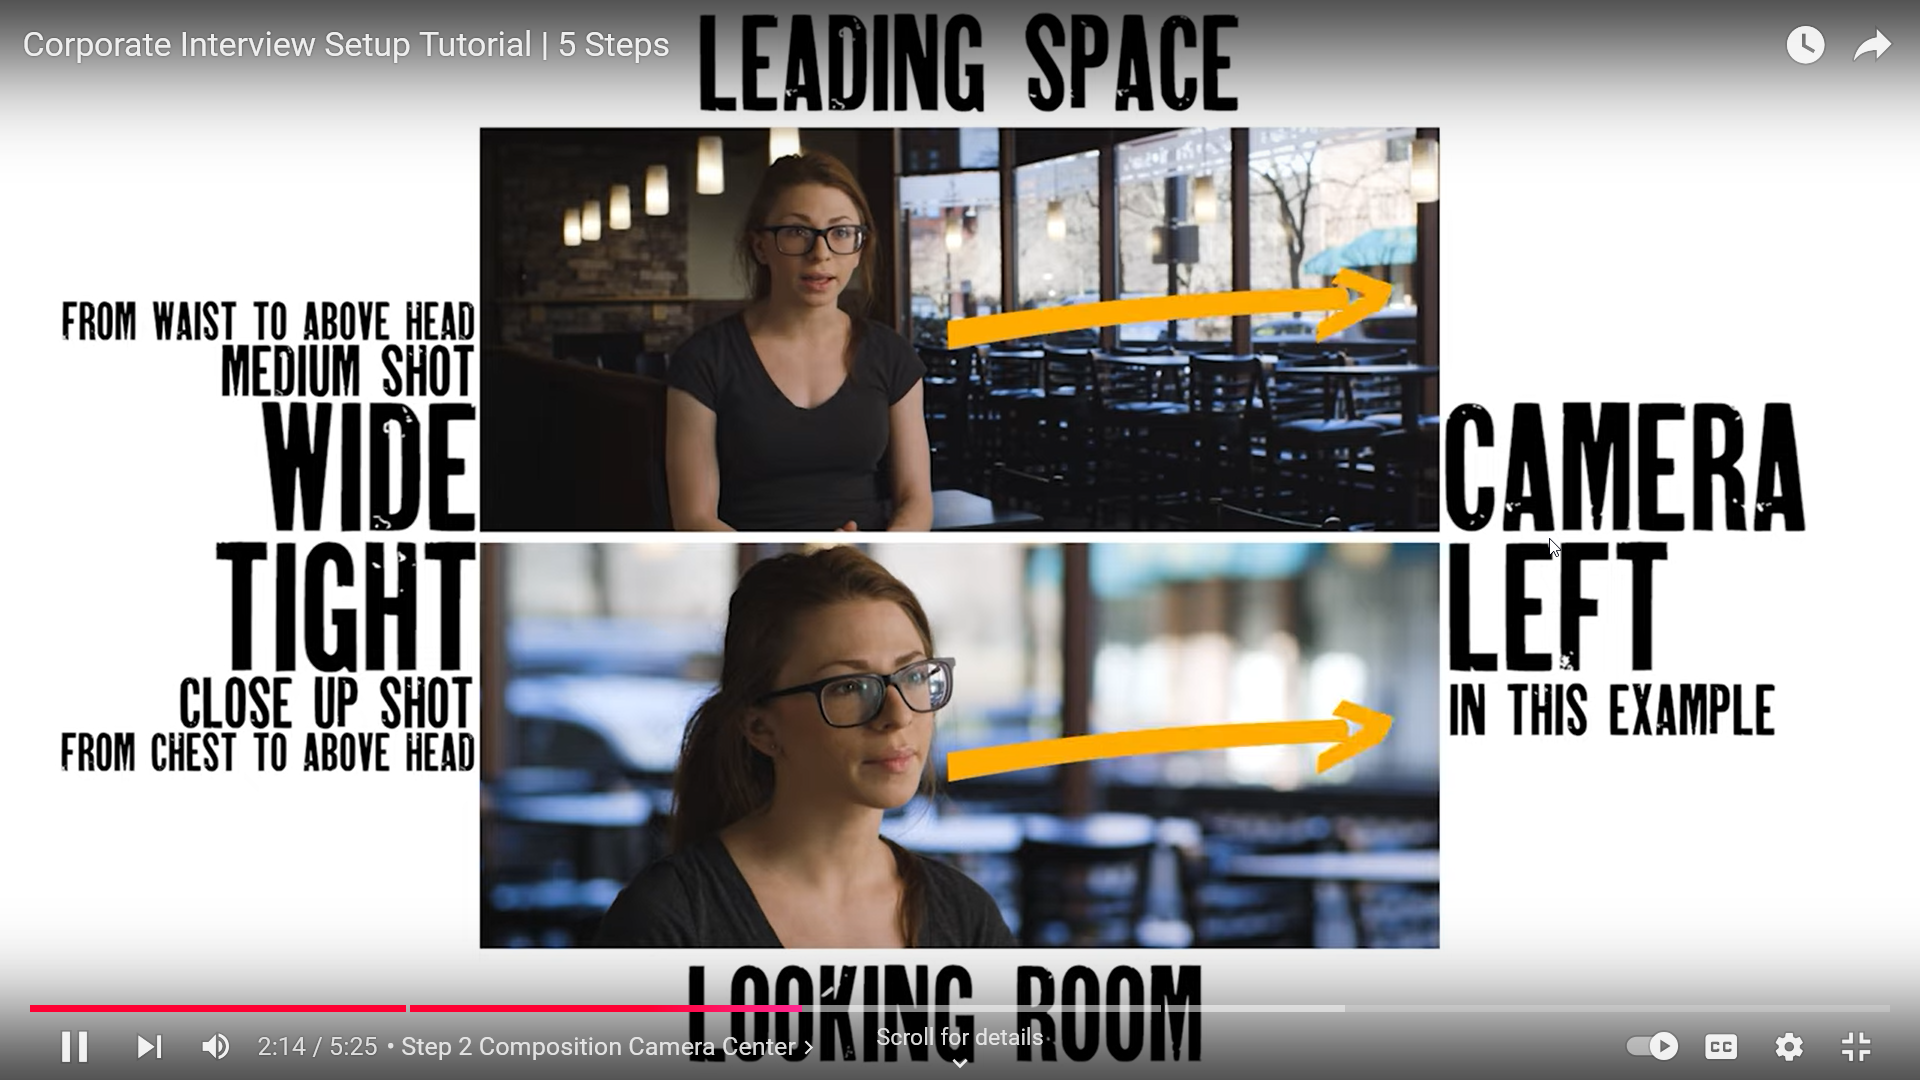 Corporate Interview Setup Tutorial | 5 Steps
LEADING SPACE
FROM WAIST TO ABOVE HEAD
MEDIUM SHOT
WIDE
TIGHT
CLOSE UP SHOT
FROM CHEST TO ABOVE HEAD
CAMERA
LEFT
IN THIS EXAMPLE
LOOKING ROOM
Scroll for details
2:14 / 5:25 • Step 2 Composition Camera Center
CC